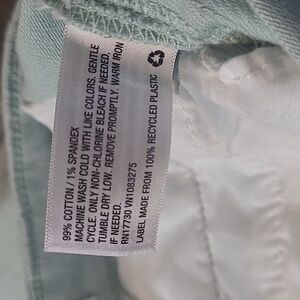 99% COTTON / 1% SPANDEX
MACHINE WASH COLD WITH LIKE COLORS. GENTLE
CYCLE. ONLY NON-CHLORINE BLEACH IF NEEDED.
TUMBLE DRY LOW. REMOVE PROMPTLY. WARM IRON
IF NEEDED.
RN17730 VN1083275
LABEL MADE FROM 100% RECYCLED PLASTIC